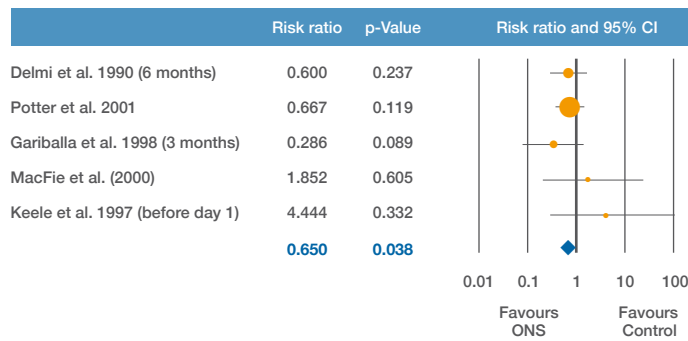 Risk ratio p-Value Risk ratio and 95% CI
Delmi et al. 1990 (6 months) 0.600 0.237
Potter et al. 2001 0.667 0.119
Gariballa et al. 1998 (3 months) 0.286 0.089
MacFie et al. (2000) 1.852 0.605
Keele et al. 1997 (before day 1) 4.444 0.332
0.650 0.038
0.01 0.1 1 10 100
Favours ONS
Favours Control